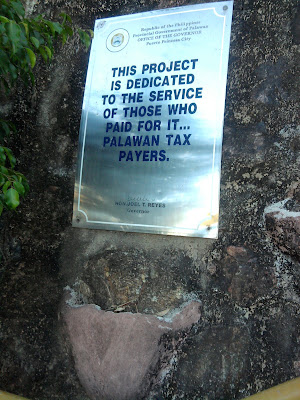 Republic of the Philippines
Provincial Government of Palawan
OFFICE OF THE GOVERNOR
Puerto Princesa City
THIS PROJECT
IS DEDICATED
TO THE SERVICE
OF THOSE WHO
PAID FOR IT...
PALAWAN TAX
PAYERS.
HON. JOEL T. REYES
Governor